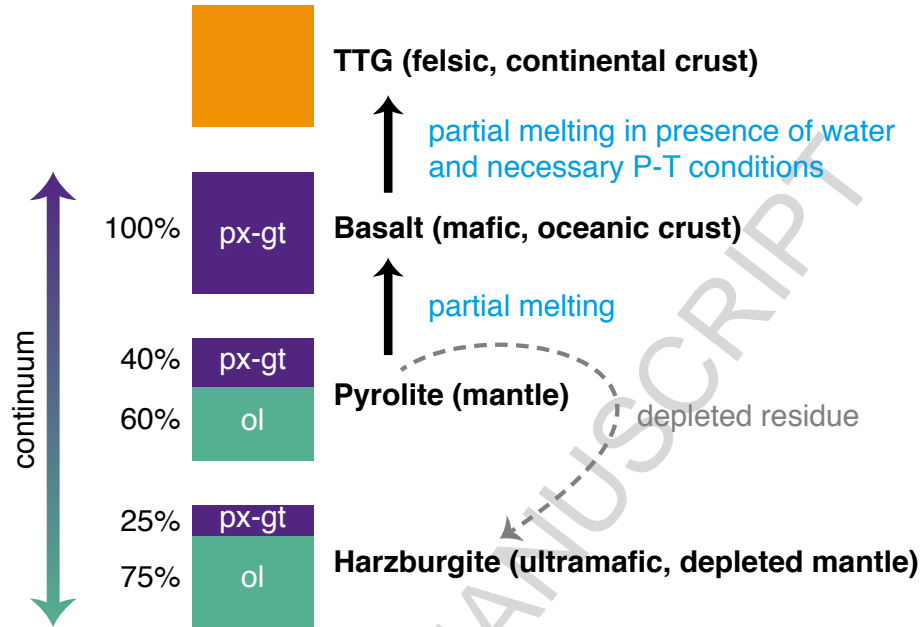 TTG (felsic, continental crust)
partial melting in presence of water
and necessary P-T conditions
100%
px-gt
Basalt (mafic, oceanic crust)
partial melting
continuum
40%
px-gt
60%
ol
Pyrolite (mantle)
depleted residue
25%
px-gt
75%
ol
Harzburgite (ultramafic, depleted mantle)
ANUSCRIPT